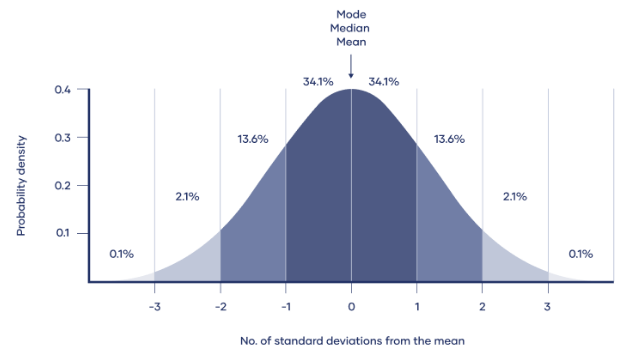 Mode
Median
Mean
34.1% 34.1%
0.4
0.3
13.6% 13.6%
0.2
2.1% 2.1%
0.1
0.1% 0.1%
Probability density
-3 -2 -1 0 1 2 3
No. of standard deviations from the mean